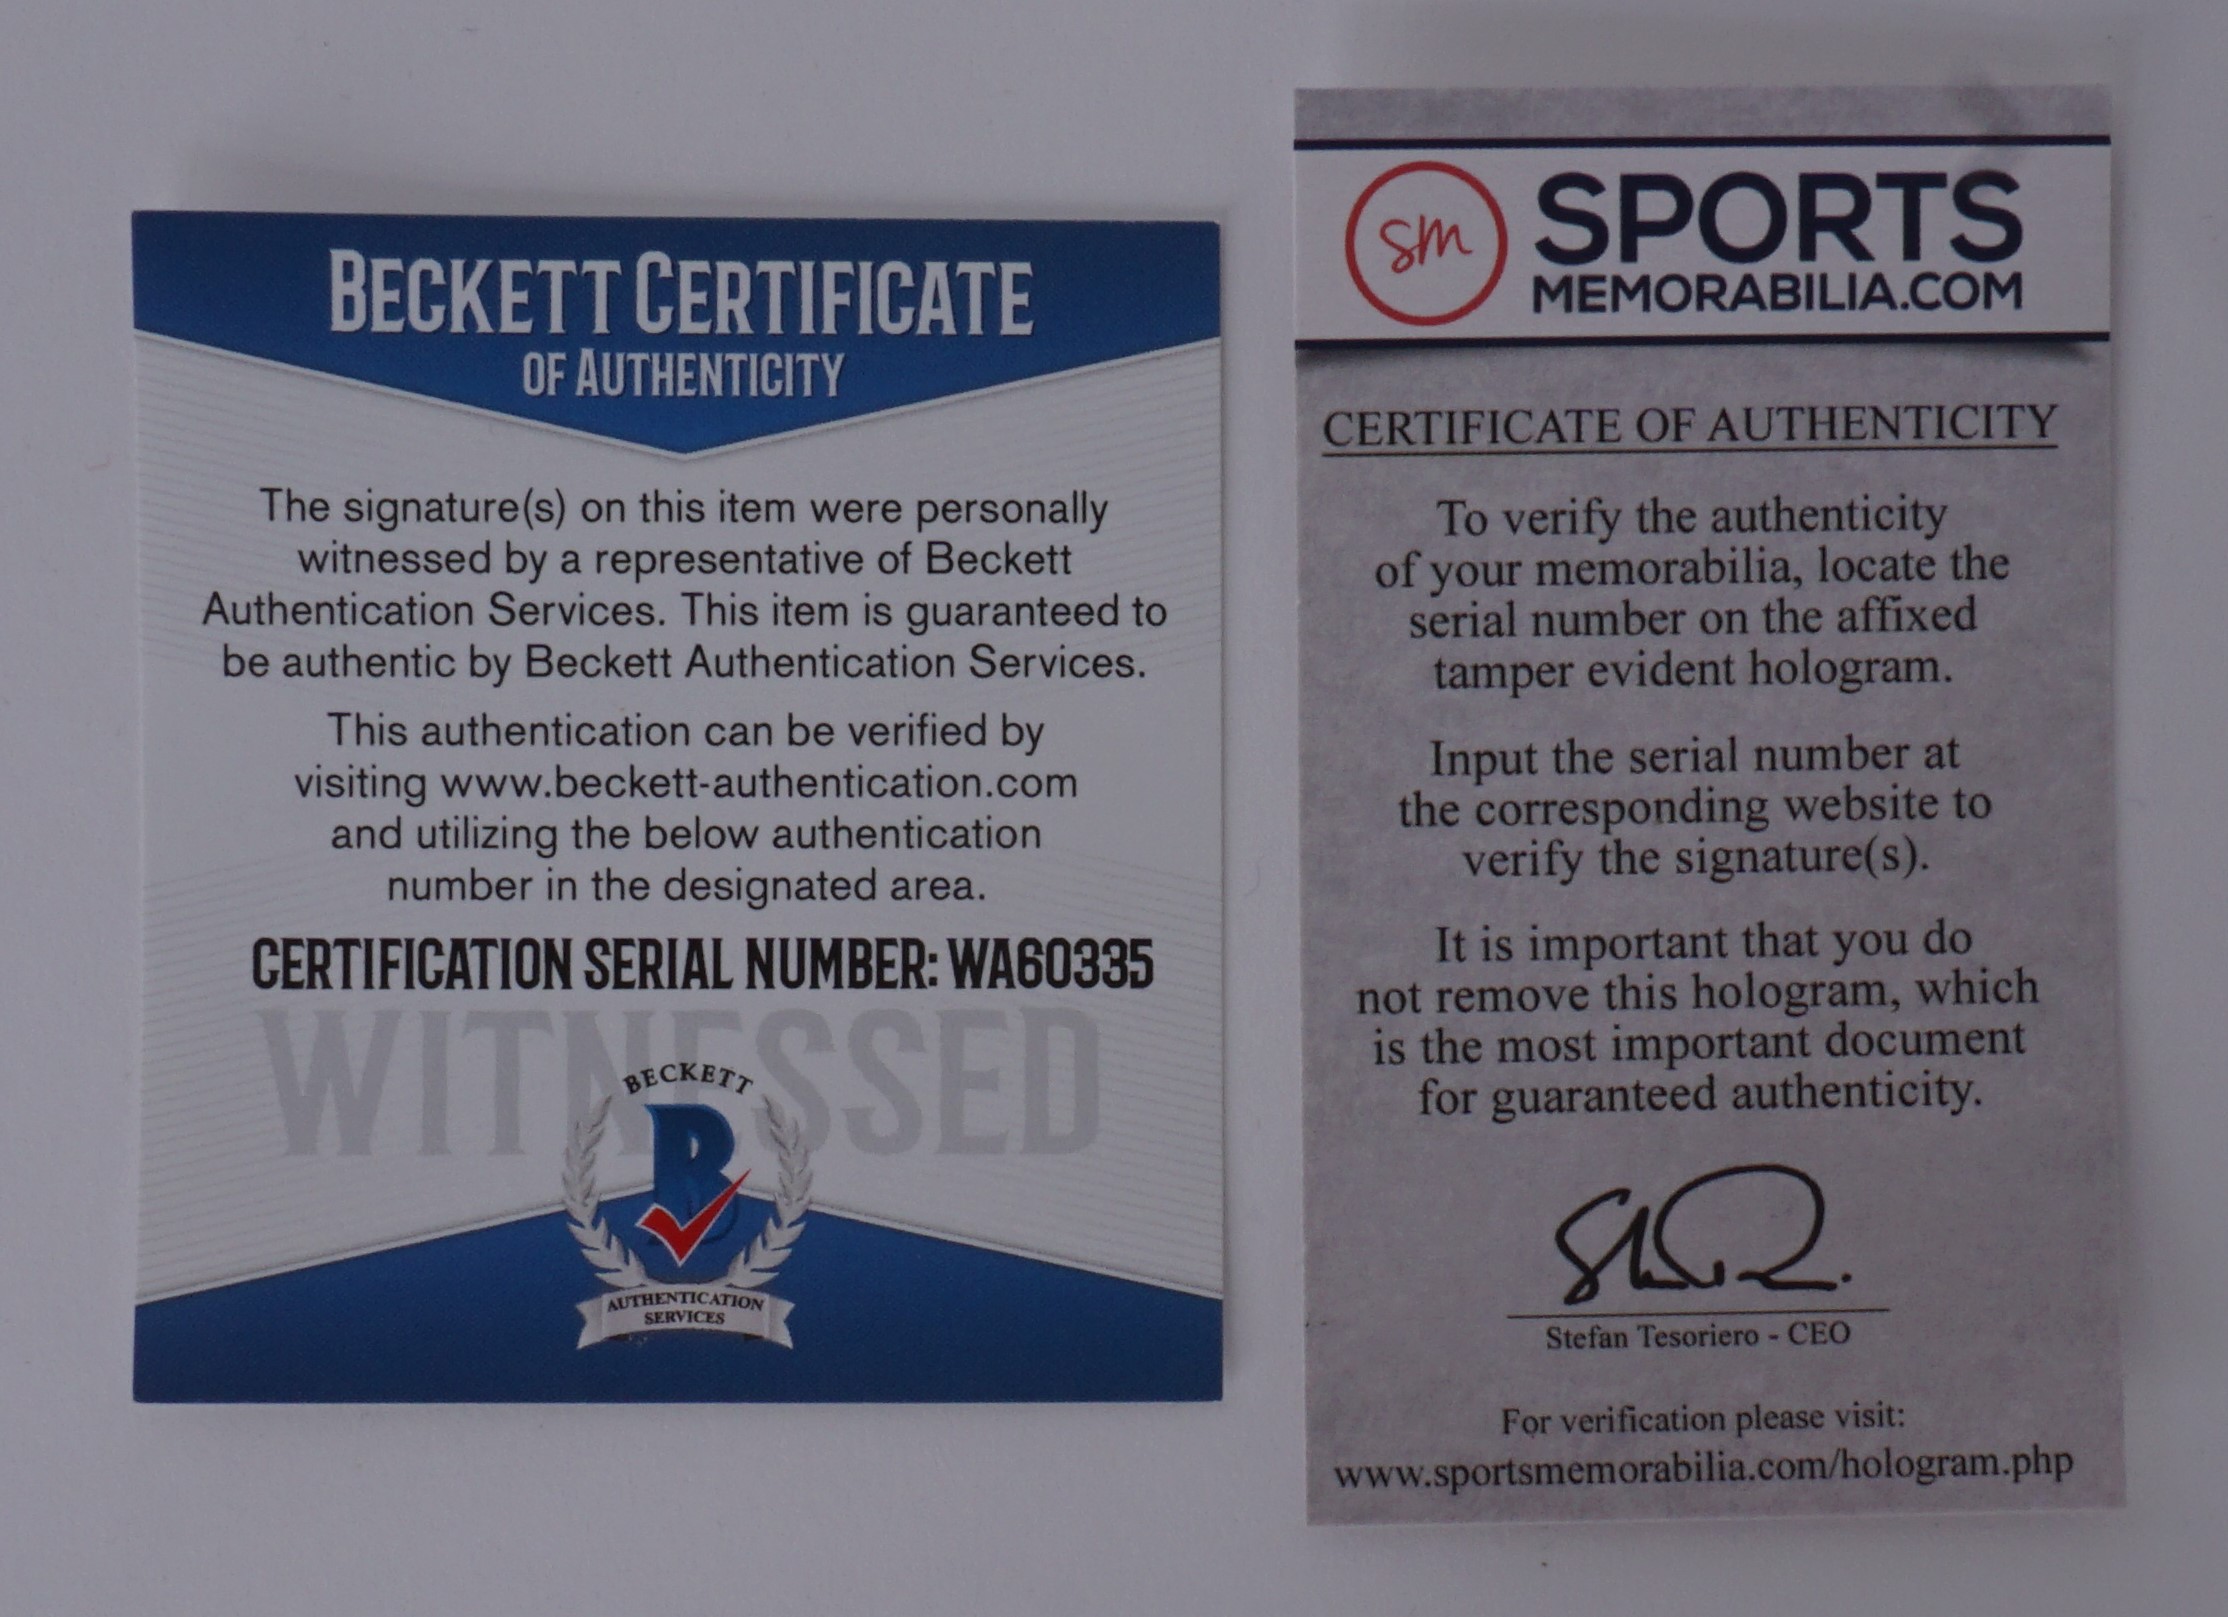 BECKETT CERTIFICATE
OF AUTHENTICITY
The signature(s) on this item were personally
witnessed by a representative of Beckett
Authentication Services. This item is guaranteed to
be authentic by Beckett Authentication Services.
This authentication can be verified by
visiting www.beckett-authentication.com
and utilizing the below authentication
number in the designated area.
CERTIFICATION SERIAL NUMBER: WA60335
WITNESSED
BECKETT
B
AUTHENTICATION
SERVICES
sm
SPORTS
MEMORABILIA.COM
CERTIFICATE OF AUTHENTICITY
To verify the authenticity
of your memorabilia, locate the
serial number on the affixed
tamper evident hologram.
Input the serial number at
the corresponding website to
verify the signature(s).
It is important that you do
not remove this hologram, which
is the most important document
for guaranteed authenticity.
Stefan Tesoriero - CEO
For verification please visit:
www.sportsmemorabilia.com/hologram.php